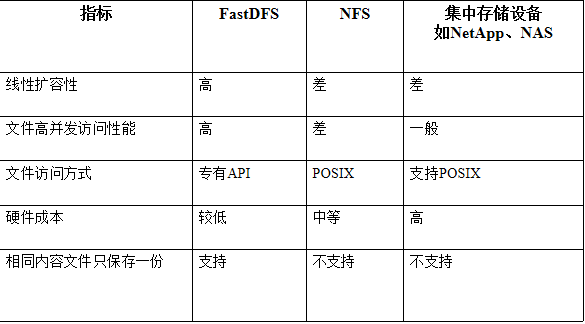 指标 FastDFS NFS 集中存储设备
如NetApp、NAS
线性扩容性 高 差 差
文件高并发访问性能 高 差 一般
文件访问方式 专有API POSIX 支持POSIX
硬件成本 较低 中等 高
相同内容文件只保存一份 支持 不支持 不支持